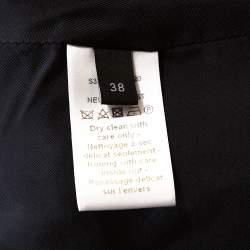 38
Dry clean with
care only -
Nettoyage à sec
délicat seulement -
Ironing with care
inside out -
Repassage délicat
sur l'envers